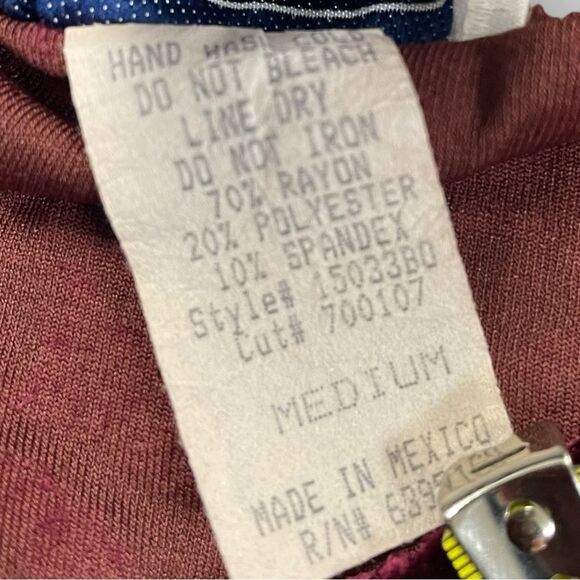 HAND WASH COLD
DO NOT BLEACH
LINE DRY
DO NOT IRON
70% RAYON
20% POLYESTER
10% SPANDEX
Style# 15033BO
Cut# 700107
MEDIUM
MADE IN MEXICO
R/N#